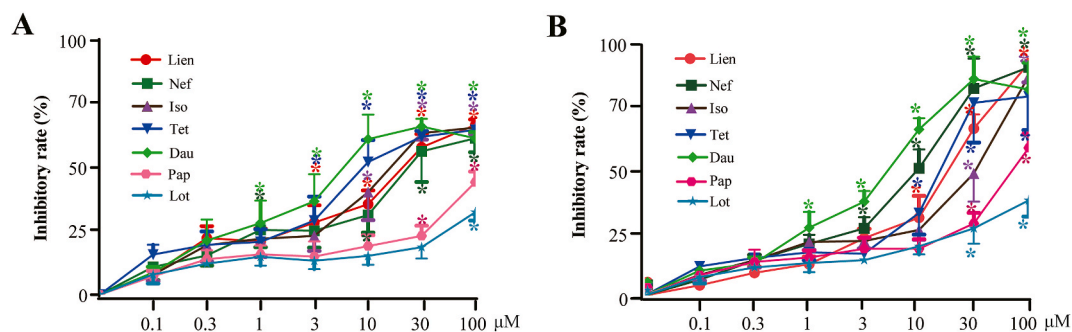 A
Inhibitory rate (%)
100
70
50
25
0
Lien
Nef
Iso
Tet
Dau
Pap
Lot
0.1 0.3 1 3 10 30 100 μM
B
Inhibitory rate (%)
100
70
50
25
0
Lien
Nef
Iso
Tet
Dau
Pap
Lot
0.1 0.3 1 3 10 30 100 μM